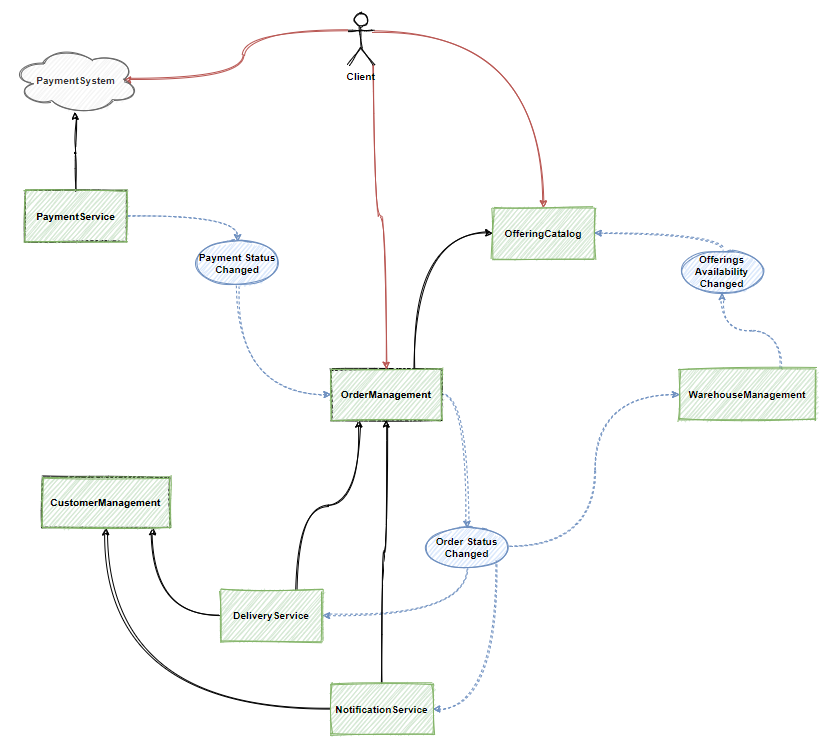 Client
PaymentSystem
PaymentService
OfferingCatalog
Payment Status
Changed
Offerings
Availability
Changed
OrderManagement
WarehouseManagement
CustomerManagement
Order Status
Changed
DeliveryService
NotificationService